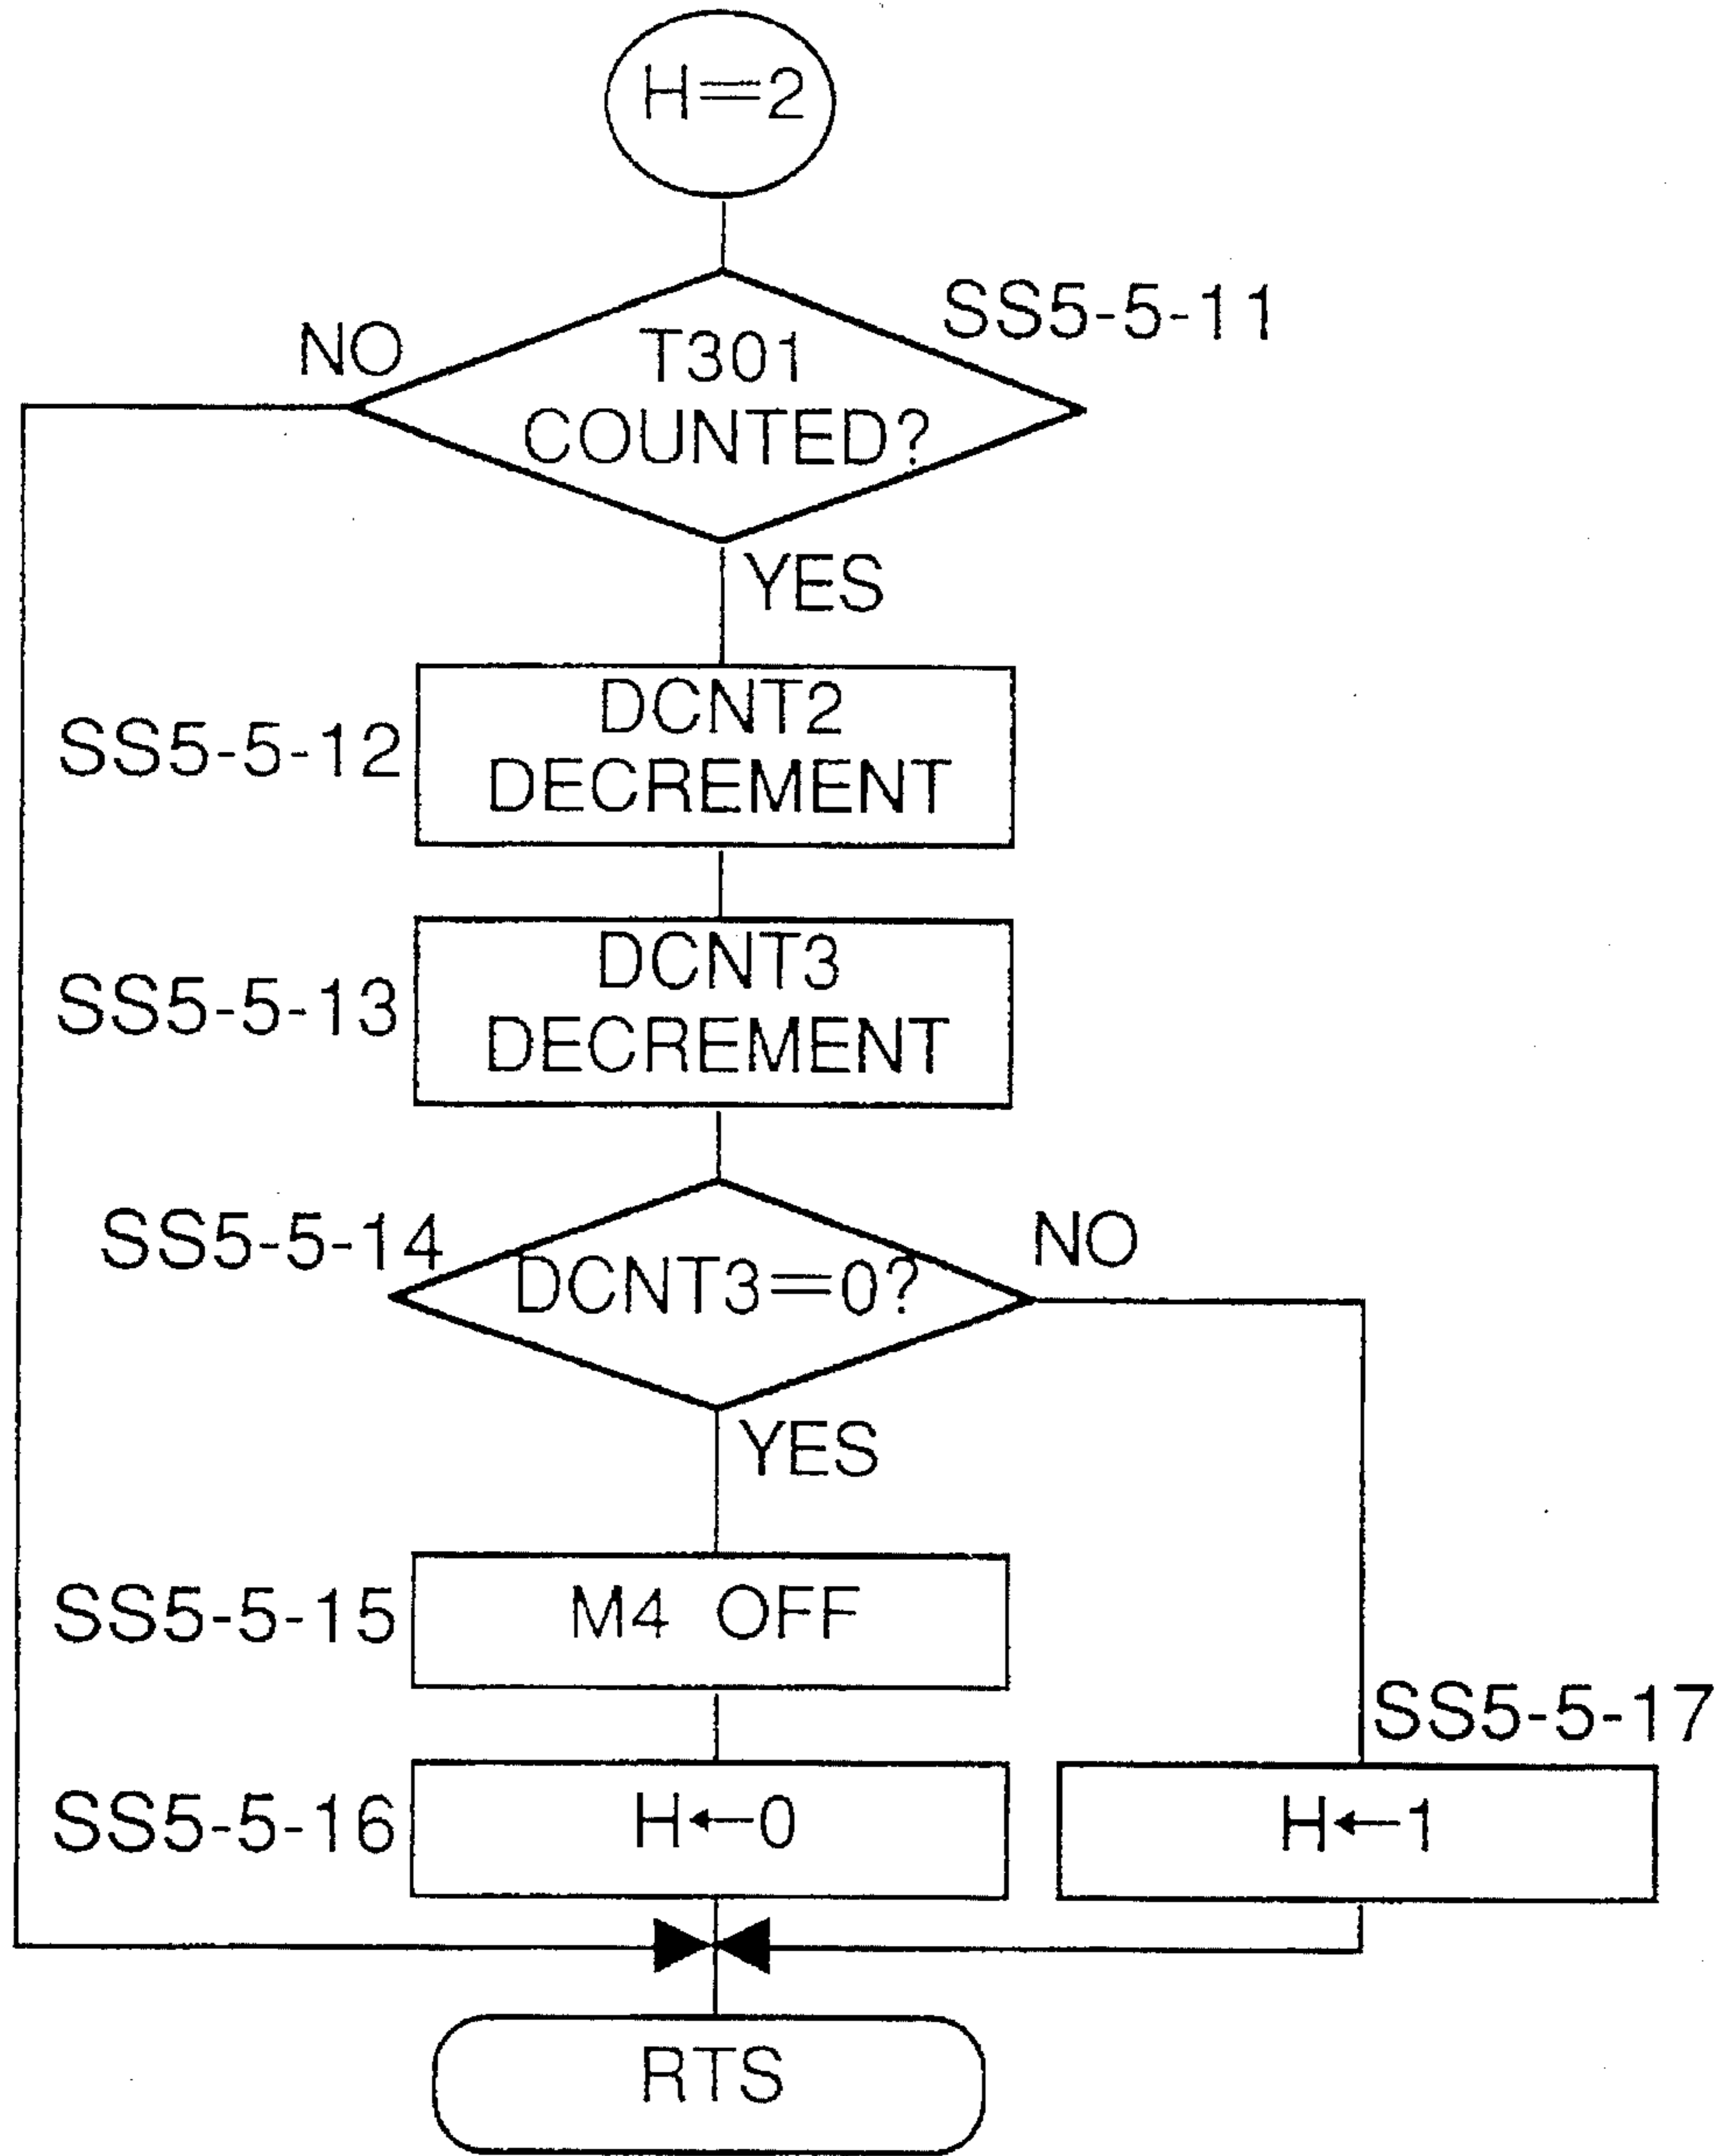 H=2
SS5-5-11
NO
T301
COUNTED?
YES
SS5-5-12
DCNT2
DECREMENT
SS5-5-13
DCNT3
DECREMENT
SS5-5-14
DCNT3=0?
NO
YES
SS5-5-15
M4 OFF
SS5-5-17
SS5-5-16
H←0
H←1
RTS